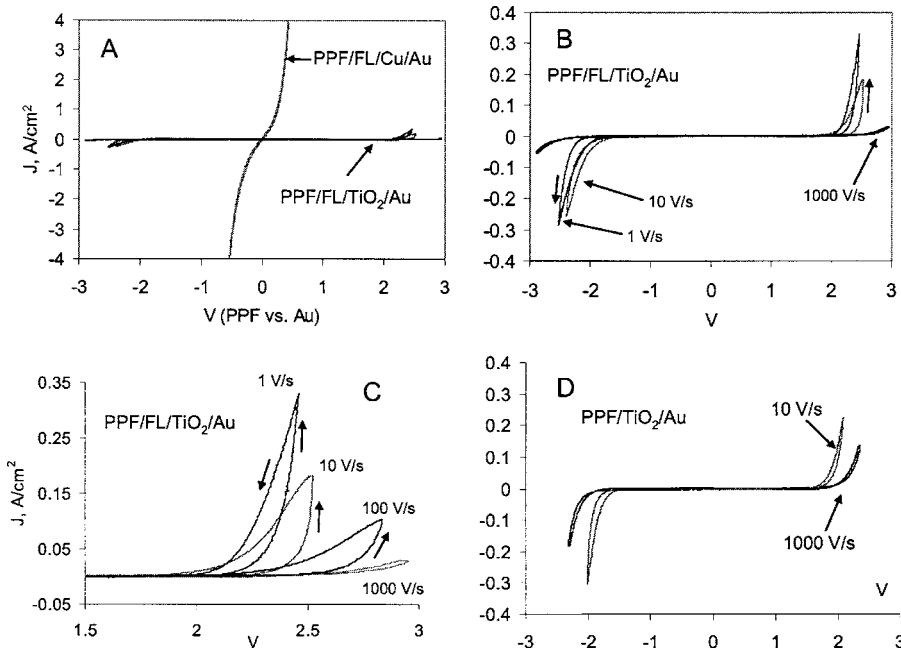 A
PPF/FL/Cu/Au
PPF/FL/TiO2/Au
J, A/cm2
4
3
2
1
0
-1
-2
-3
-4
-3 -2 -1 0 1 2 3
V (PPF vs. Au)
B
PPF/FL/TiO2/Au
10 V/s
1 V/s
1000 V/s
0.4
0.3
0.2
0.1
0
-0.1
-0.2
-0.3
-0.4
-3 -2 -1 0 1 2 3
V
C
PPF/FL/TiO2/Au
1 V/s
10 V/s
100 V/s
1000 V/s
J, A/cm2
0.35
0.25
0.15
0.05
-0.05
1.5 2 2.5 3
V
D
PPF/TiO2/Au
10 V/s
1000 V/s
V
0.4
0.3
0.2
0.1
0
-0.1
-0.2
-0.3
-0.4
-3 -2 -1 0 1 2 3